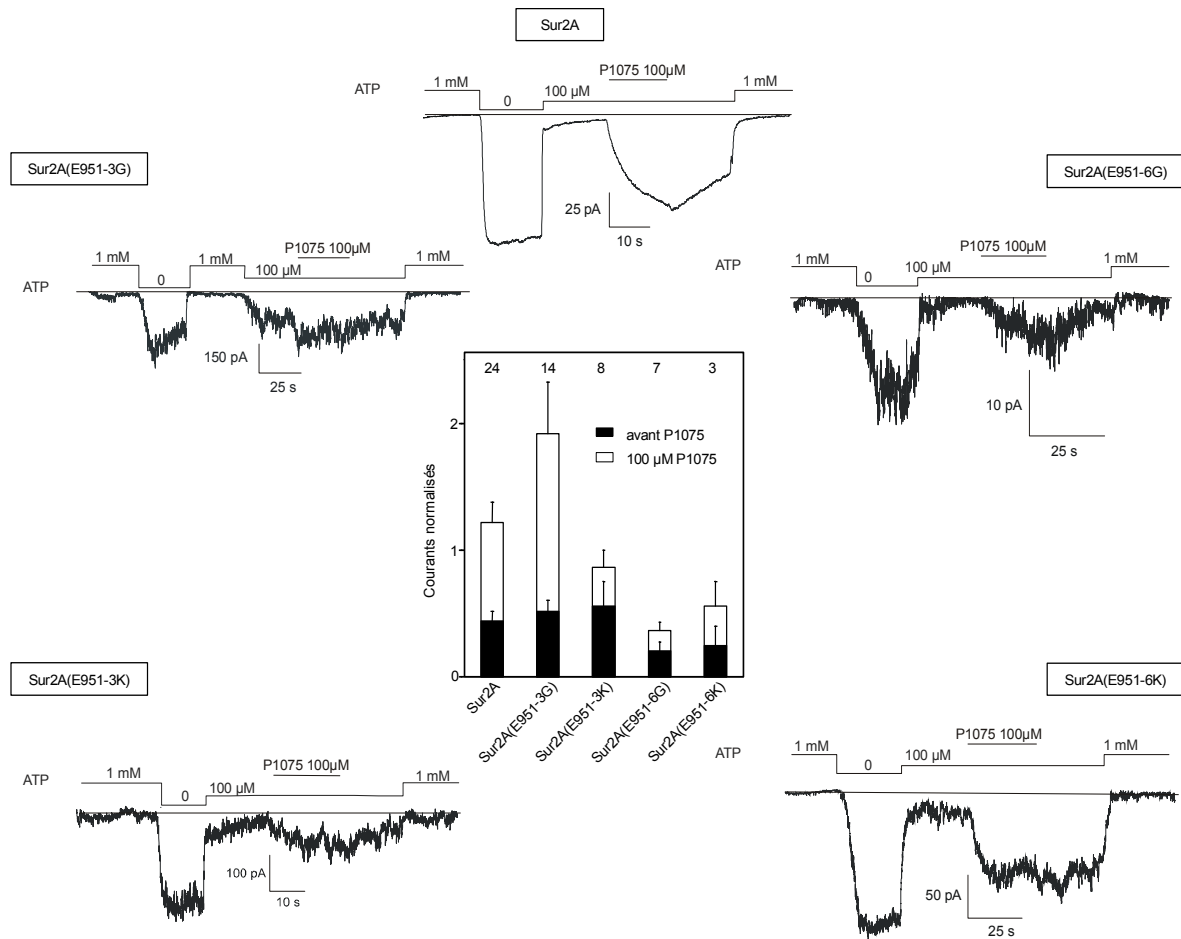 Sur2A
P1075 100µM
ATP
1 mM
0
100 µM
1 mM
25 pA
10 s
Sur2A(E951-3G)
P1075 100µM
ATP
1 mM
0
1 mM
100 µM
1 mM
150 pA
25 s
Sur2A(E951-6G)
P1075 100µM
ATP
1 mM
0
100 µM
1 mM
10 pA
25 s
24
14
8
7
3
avant P1075
100 µM P1075
Courants normalisés
2
1
0
Sur2A
Sur2A(E951-3G)
Sur2A(E951-3K)
Sur2A(E951-6G)
Sur2A(E951-6K)
Sur2A(E951-3K)
P1075 100µM
ATP
1 mM
0
100 µM
1 mM
100 pA
10 s
Sur2A(E951-6K)
P1075 100µM
ATP
1 mM
0
100 µM
1 mM
50 pA
25 s